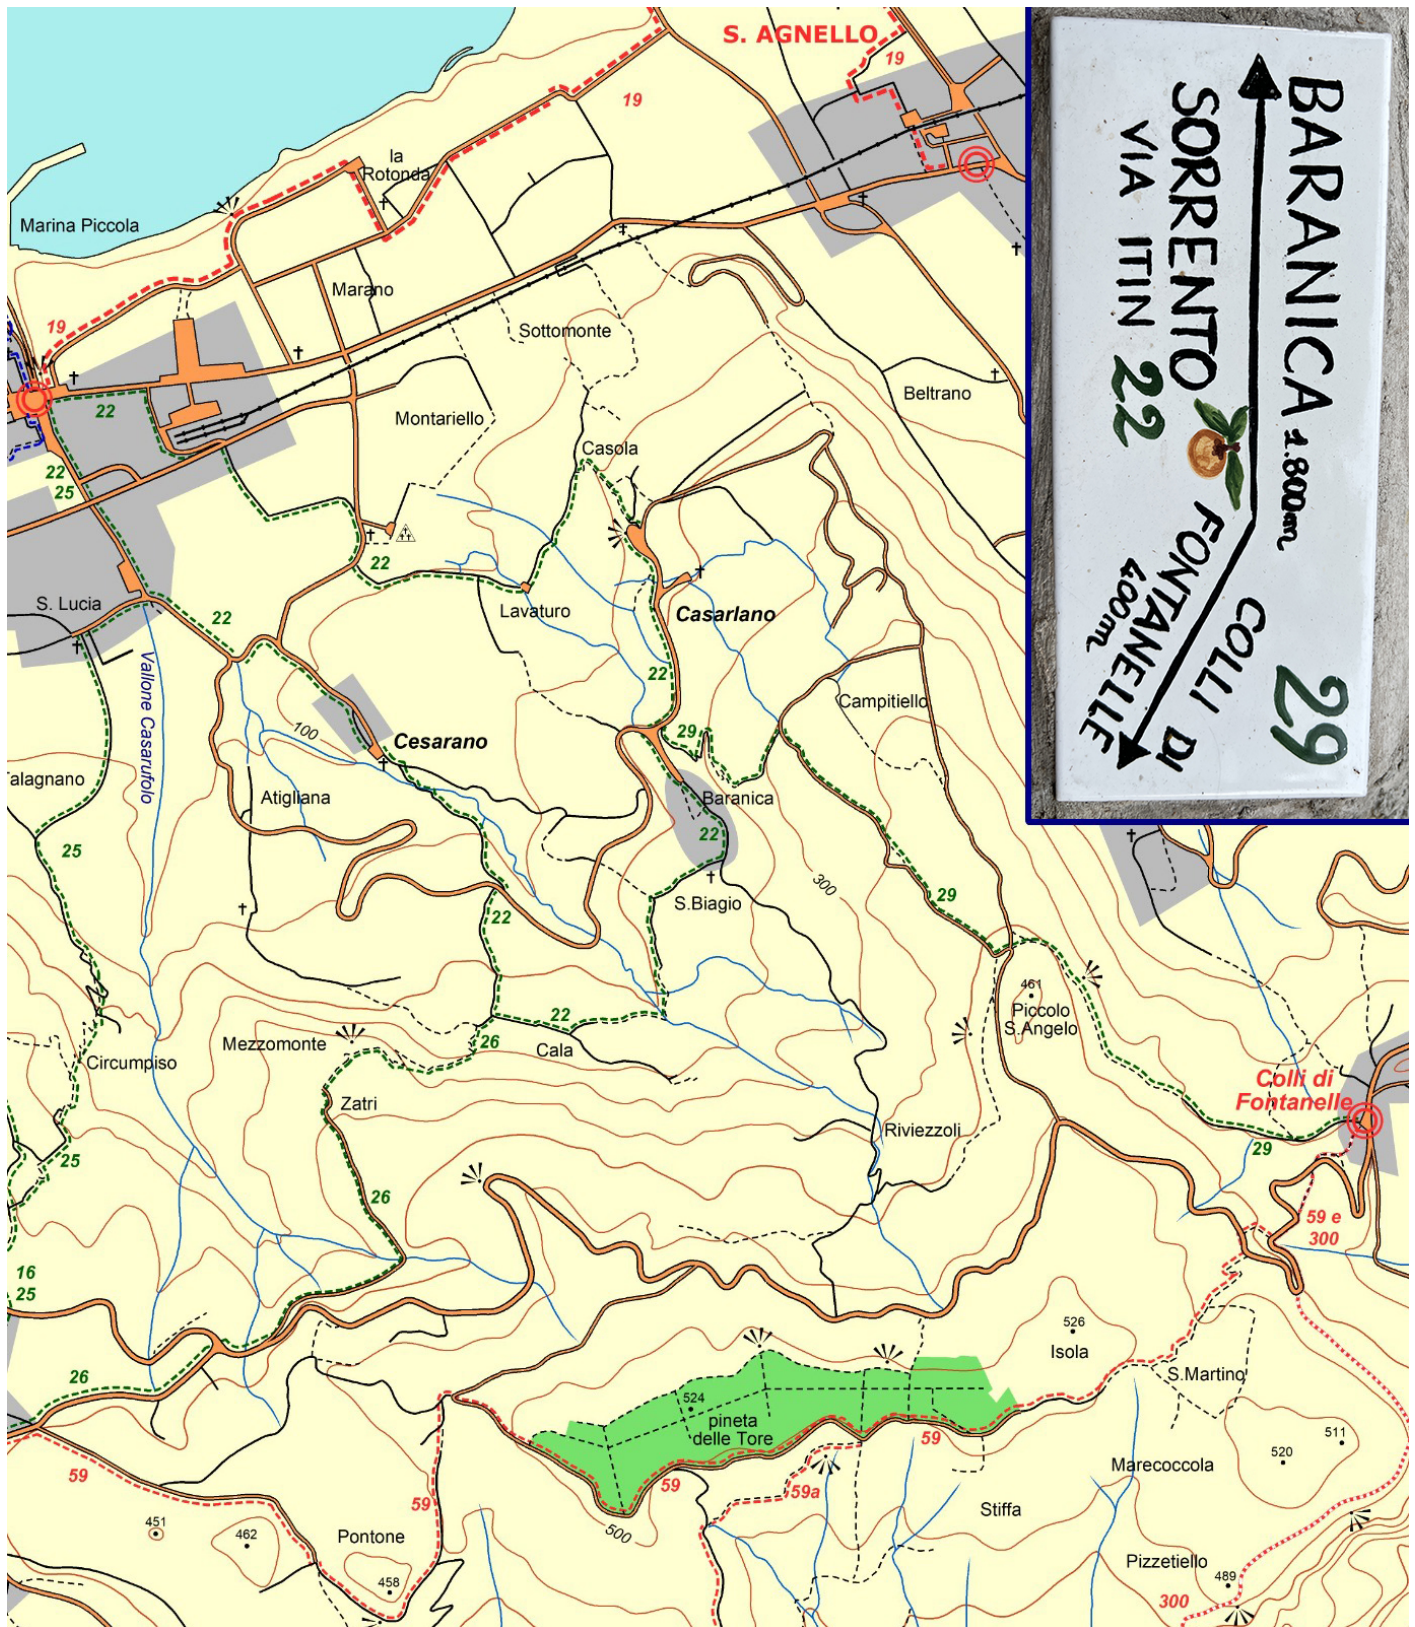 S. AGNELLO
19
19
la
Rotonda
Marina Piccola
Marano
19
Sottomonte
Beltrano
22
Montariello
Casola
22
25
22
S. Lucia
Lavaturo
Casarlano
22
22
Vallone Casarufolo
100
Campitiello
29
Cesarano
Talagnano
Atigliana
Baranica
22
25
300
29
22
S.Biagio
461
Piccolo
S.Angelo
22
Mezzomonte
26
Cala
Circumpiso
Colli di
Fontanelle
Zatri
Riviezzoli
29
25
26
59 e
300
16
25
526
Isola
S.Martino
26
524
pineta
delle Tore
511
59
520
Marecoccola
59
59
59
59a
Stiffa
500
451
462
Pontone
Pizzetiello
458
489
300
BARANICA 1.800m
SORRENTO
VIA ITIN 22
29
COLLI DI
FONTANELLE
400m